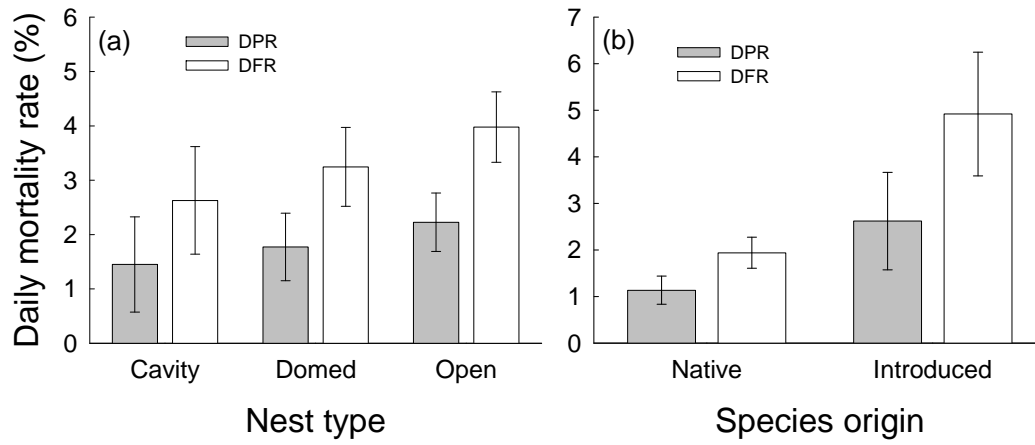 Daily mortality rate (%)
6
5
4
3
2
1
0
(a)
DPR
DFR
Cavity Domed Open
Nest type
7
6
5
4
3
2
1
0
(b)
DPR
DFR
Native Introduced
Species origin